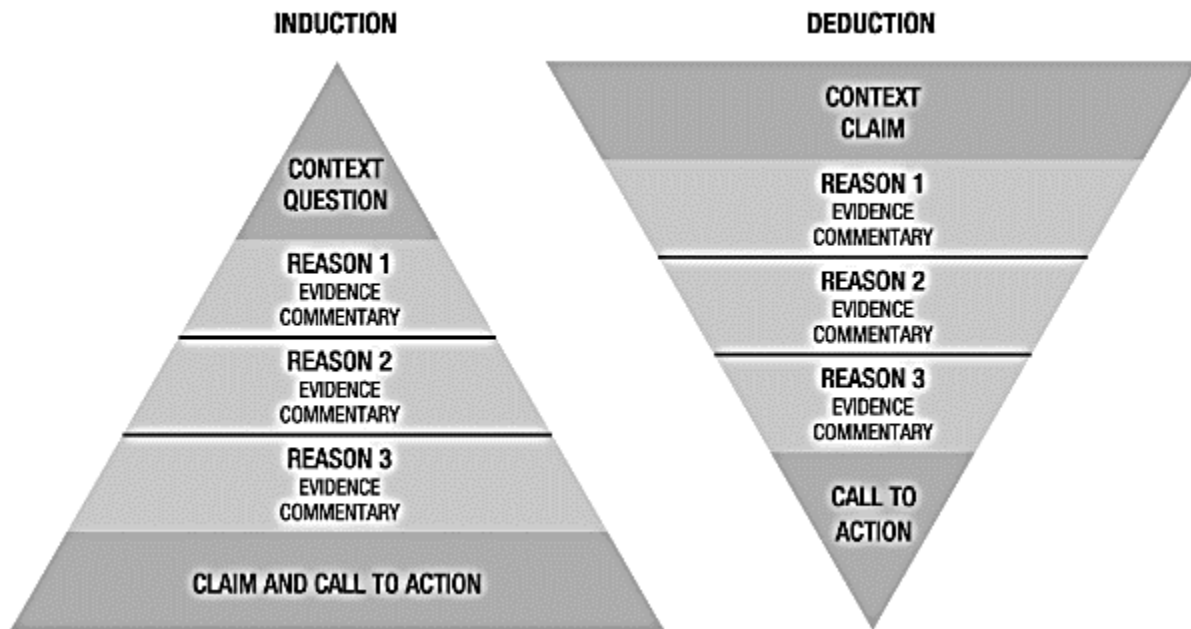 INDUCTION
CONTEXT
QUESTION
REASON 1
EVIDENCE
COMMENTARY
REASON 2
EVIDENCE
COMMENTARY
REASON 3
EVIDENCE
COMMENTARY
CLAIM AND CALL TO ACTION
DEDUCTION
CONTEXT
CLAIM
REASON 1
EVIDENCE
COMMENTARY
REASON 2
EVIDENCE
COMMENTARY
REASON 3
EVIDENCE
COMMENTARY
CALL TO
ACTION